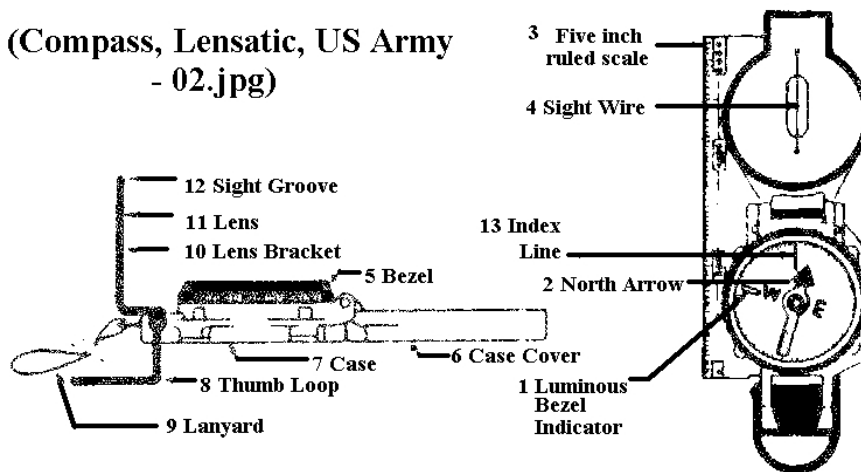 (Compass, Lensatic, US Army
- 02.jpg)
3 Five inch
ruled scale
4 Sight Wire
12 Sight Groove
11 Lens
10 Lens Bracket
5 Bezel
13 Index
Line
2 North Arrow
W
E
7 Case
6 Case Cover
8 Thumb Loop
9 Lanyard
1 Luminous
Bezel
Indicator